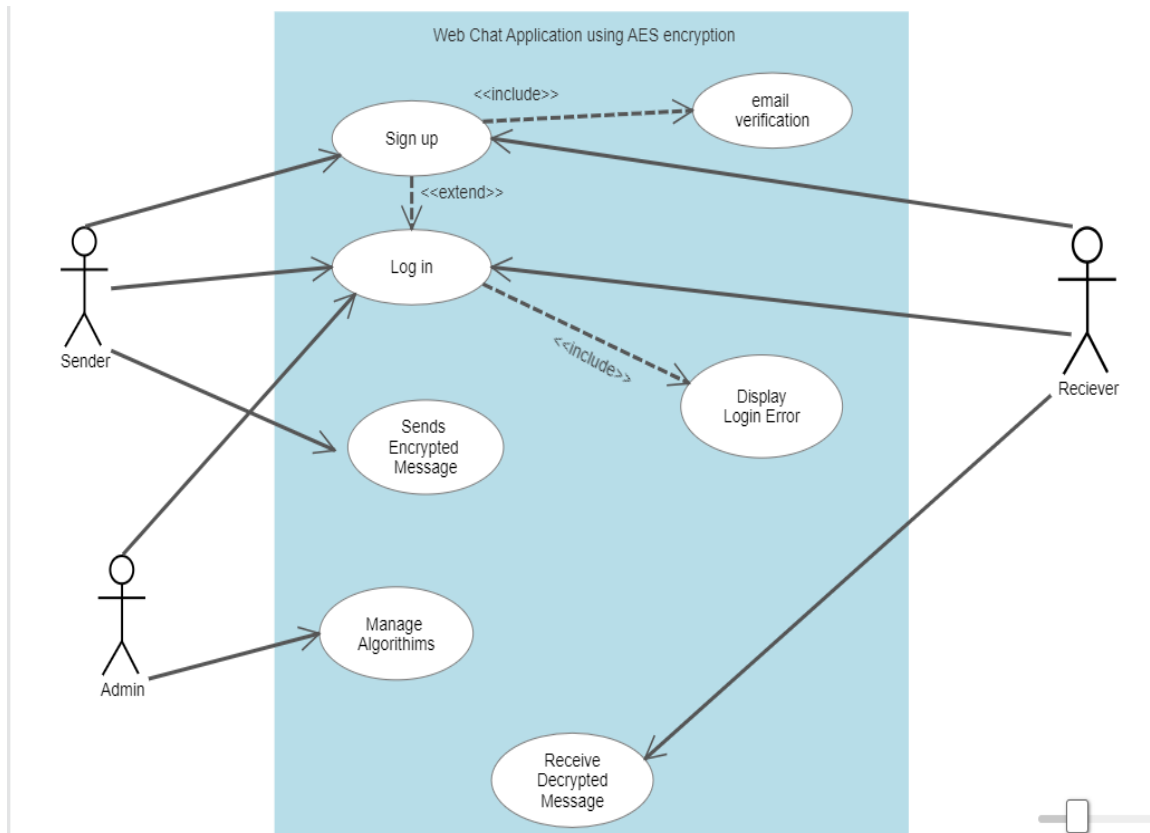 Web Chat Application using AES encryption
<<include>>
email
verification
Sign up
<<extend>>
Log in
Sender
<<include>>
Display
Login Error
Reciever
Sends
Encrypted
Message
Manage
Algorithims
Admin
Receive
Decrypted
Message